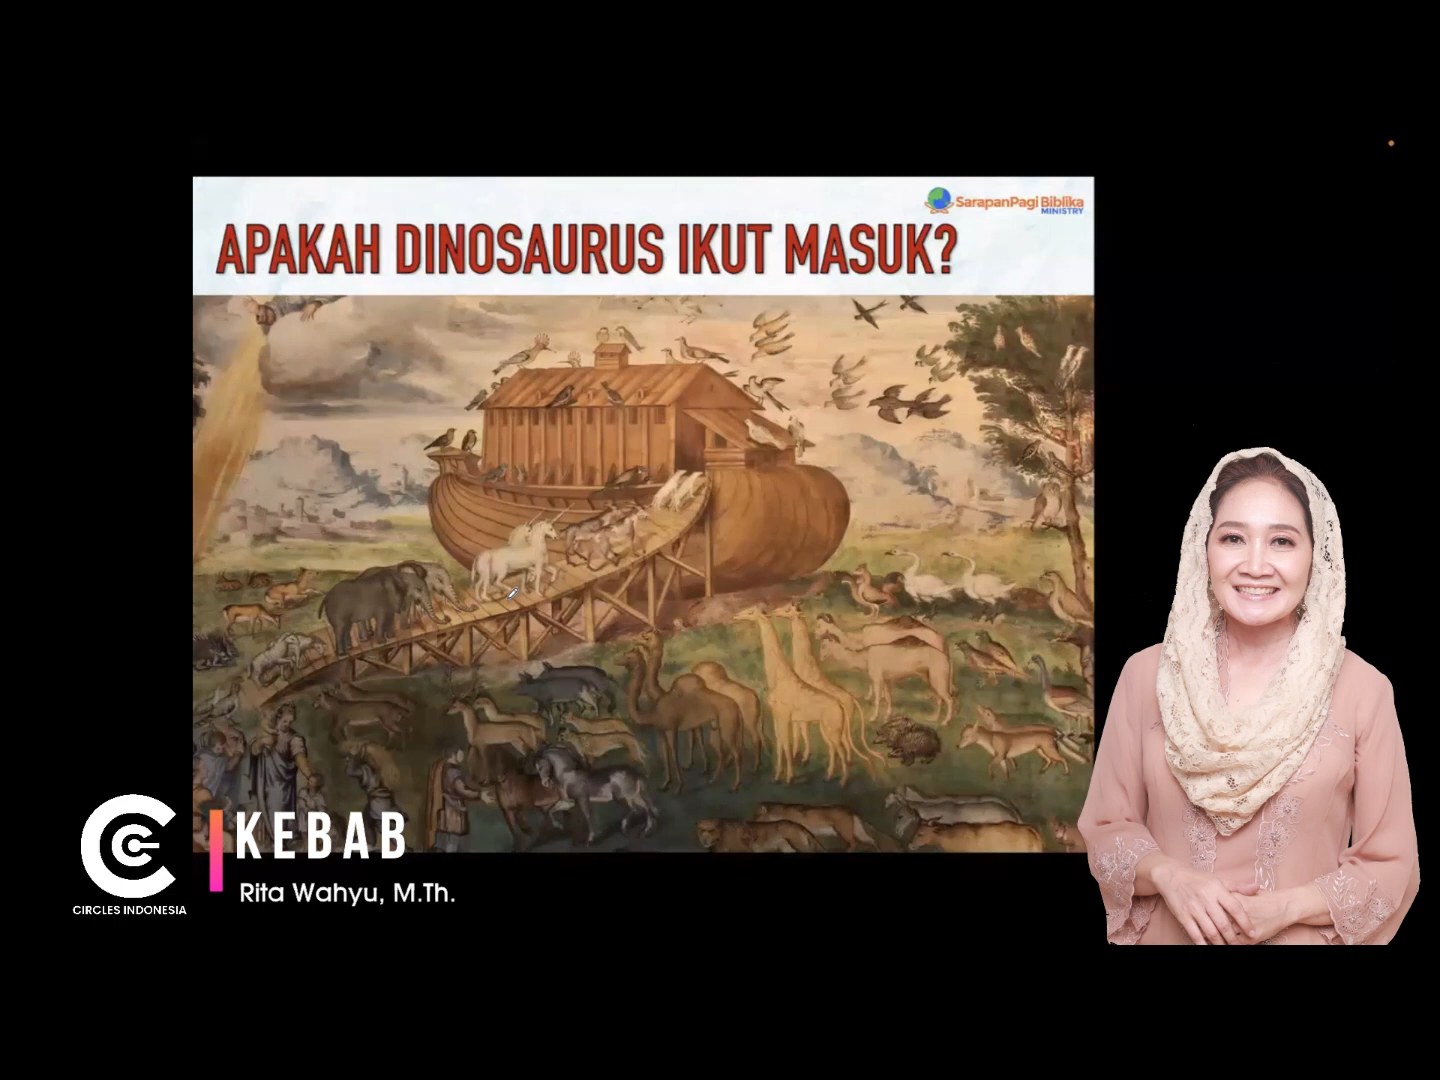 SarapanPagi Biblika
MINISTRY
APAKAH DINOSAURUS IKUT MASUK?
KEBAB
Rita Wahyu, M.Th.
CIRCLES INDONESIA